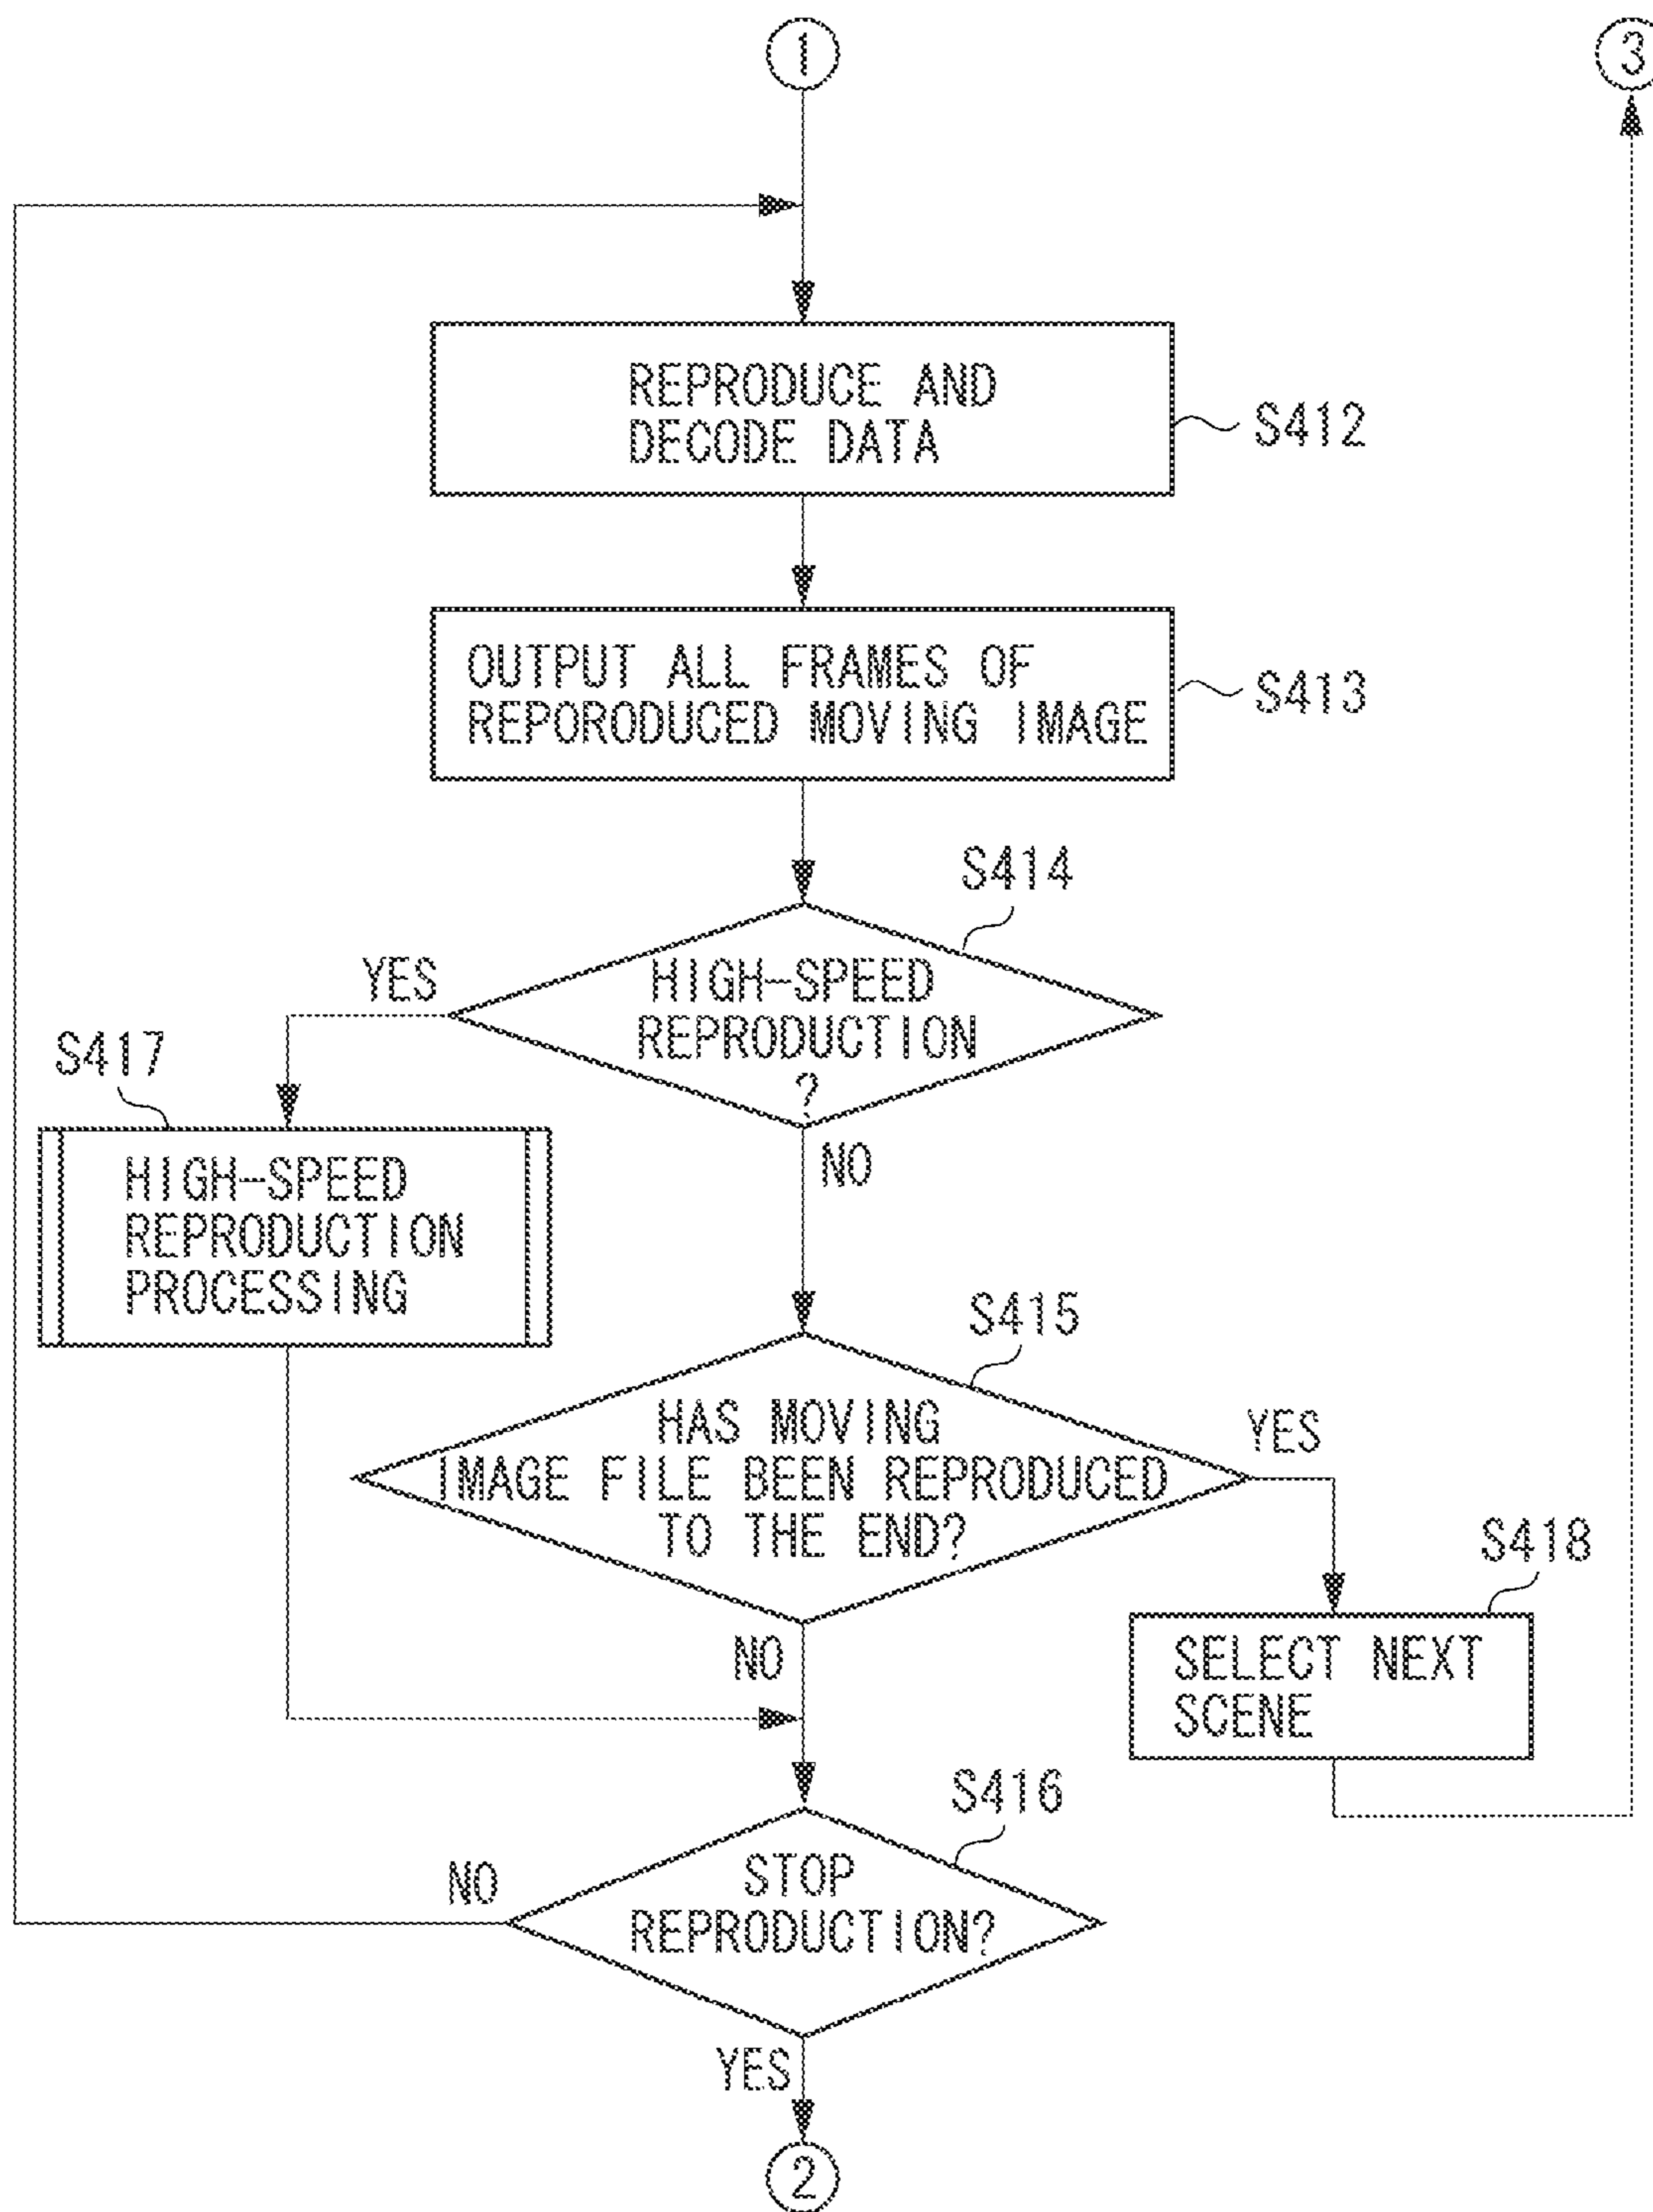 1
3
REPRODUCE AND
DECODE DATA
S412
OUTPUT ALL FRAMES OF
REPORODUCED MOVING IMAGE
S413
S414
HIGH-SPEED
REPRODUCTION
?
YES
NO
S417
HIGH-SPEED
REPRODUCTION
PROCESSING
S415
HAS MOVING
IMAGE FILE BEEN REPRODUCED
TO THE END?
YES
NO
S418
SELECT NEXT
SCENE
S416
STOP
REPRODUCTION?
NO
YES
2